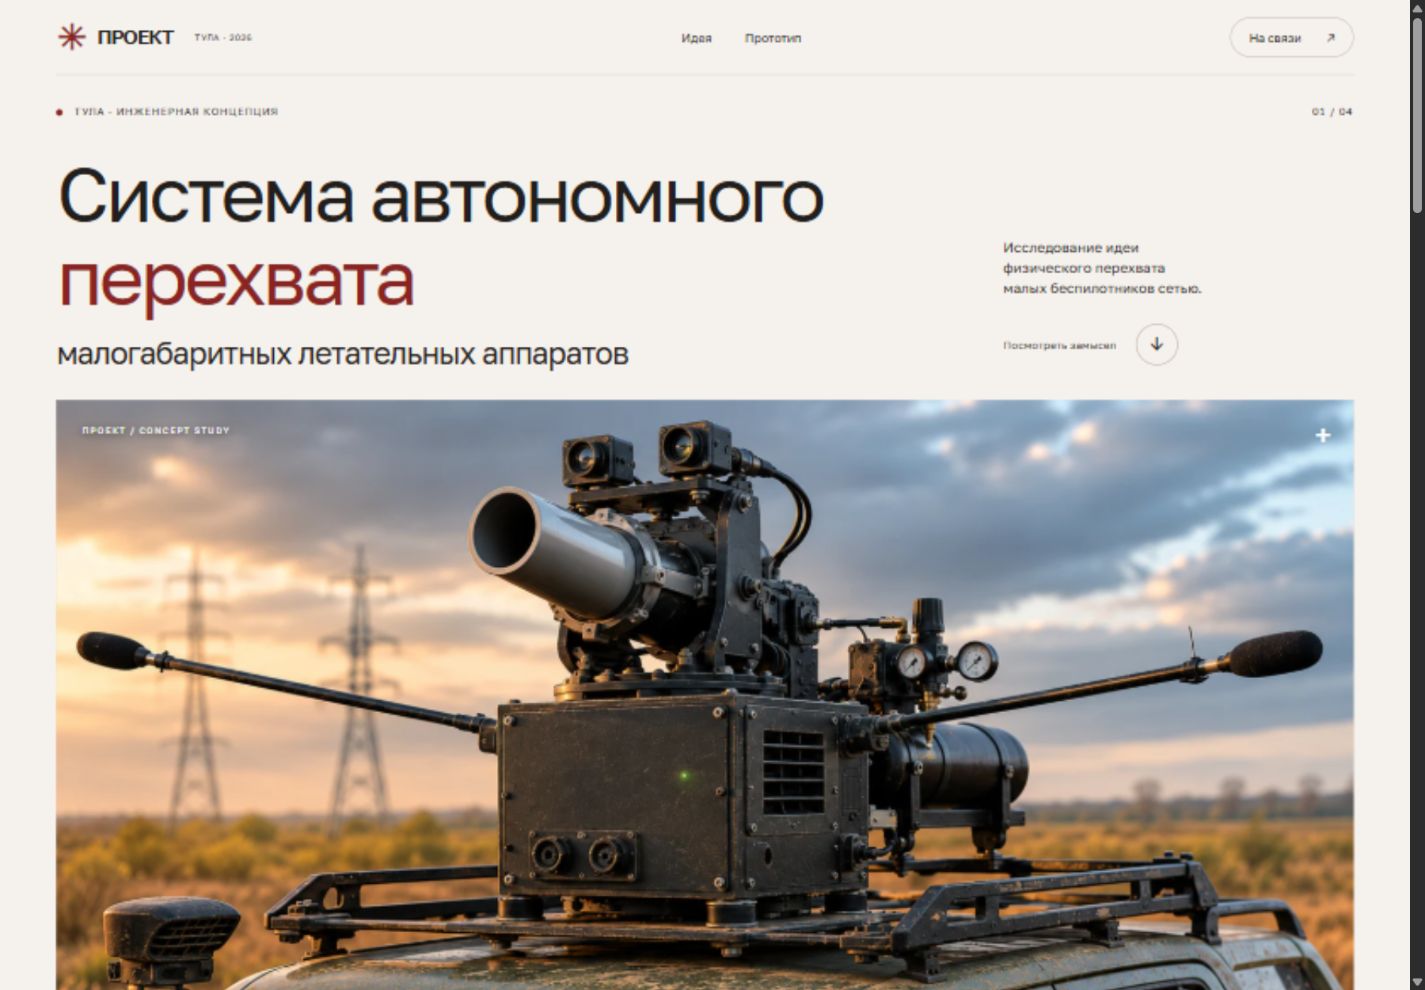 ПРОЕКТ
ТУЛА - 2026
Идея
Прототип
На связи
ТУЛА - ИНЖЕНЕРНАЯ КОНЦЕПЦИЯ
01 / 04
Система автономного
перехвата
малогабаритных летательных аппаратов
Исследование идеи
физического перехвата
малых беспилотников сетью.
Посмотреть замысел
ПРОЕКТ / CONCEPT STUDY